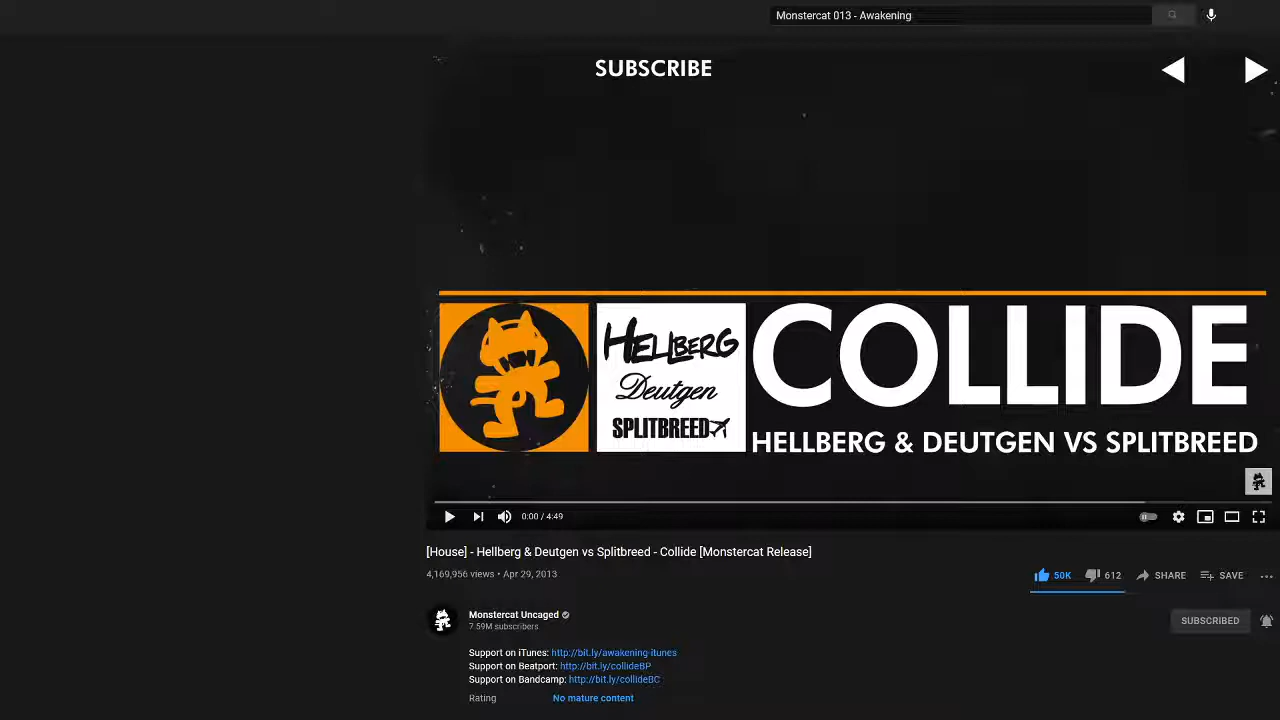 Monstercat 013 - Awakening
SUBSCRIBE
HELLBERG
Deutgen
SPLITBREED
COLLIDE
HELLBERG & DEUTGEN VS SPLITBREED
0:00 / 4:49
[House] - Hellberg & Deutgen vs Splitbreed - Collide [Monstercat Release]
4,169,956 views • Apr 29, 2013
50K
612
SHARE
SAVE
Monstercat Uncaged
7.59M subscribers
SUBSCRIBED
Support on iTunes: http://bit.ly/awakening-itunes
Support on Beatport: http://bit.ly/collideBP
Support on Bandcamp: http://bit.ly/collideBC
Rating
No mature content